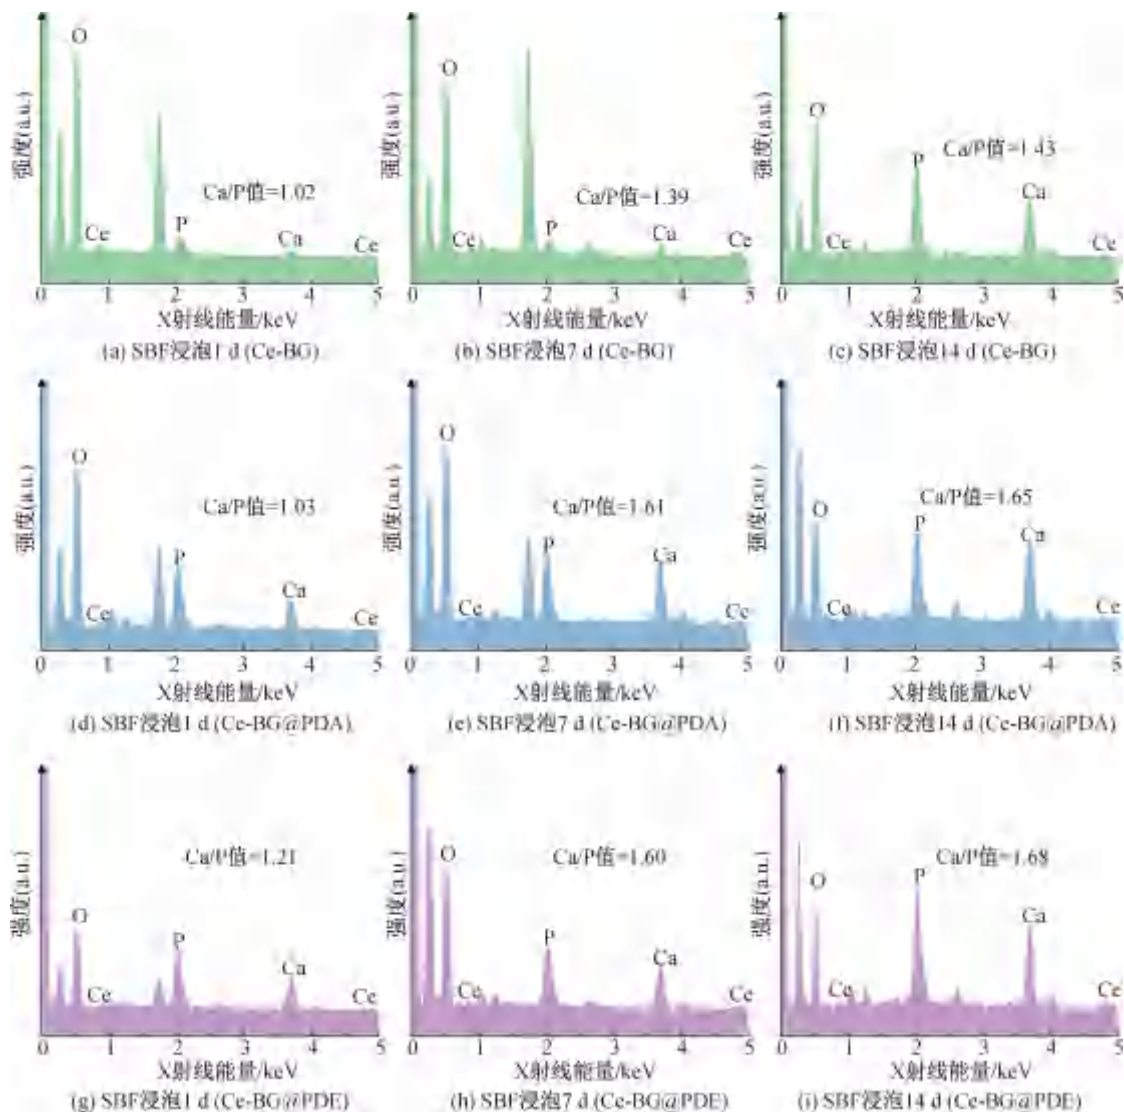 O
强度(a.u.)
Ca/P值=1.02
Ce
P
Ca
Ce
0 1 2 3 4 5
X射线能量/keV
(a) SBF浸泡1 d (Ce-BG)
O
强度(a.u.)
Ca/P值=1.39
Ce
P
Ca
Ce
0 1 2 3 4 5
X射线能量/keV
(b) SBF浸泡7 d (Ce-BG)
O
强度(a.u.)
Ca/P值=1.43
P
Ca
Ce
Ce
0 1 2 3 4 5
X射线能量/keV
(c) SBF浸泡14 d (Ce-BG)
O
强度(a.u.)
Ca/P值=1.03
P
Ca
Ce
Ce
0 1 2 3 4 5
X射线能量/keV
(d) SBF浸泡1 d (Ce-BG@PDA)
O
强度(a.u.)
Ca/P值=1.61
P
Ca
Ce
Ce
0 1 2 3 4 5
X射线能量/keV
(e) SBF浸泡7 d (Ce-BG@PDA)
强度(a.u.)
Ca/P值=1.65
O
P
Ca
Ce
Ce
0 1 2 3 4 5
X射线能量/keV
(f) SBF浸泡14 d (Ce-BG@PDA)
强度(a.u.)
Ca/P值=1.21
O
P
Ca
Ce
Ce
0 1 2 3 4 5
X射线能量/keV
(g) SBF浸泡1 d (Ce-BG@PDE)
强度(a.u.)
O
Ca/P值=1.60
P
Ca
Ce
Ce
0 1 2 3 4 5
X射线能量/keV
(h) SBF浸泡7 d (Ce-BG@PDE)
强度(a.u.)
Ca/P值=1.68
O
P
Ca
Ce
Ce
0 1 2 3 4 5
X射线能量/keV
(i) SBF浸泡14 d (Ce-BG@PDE)